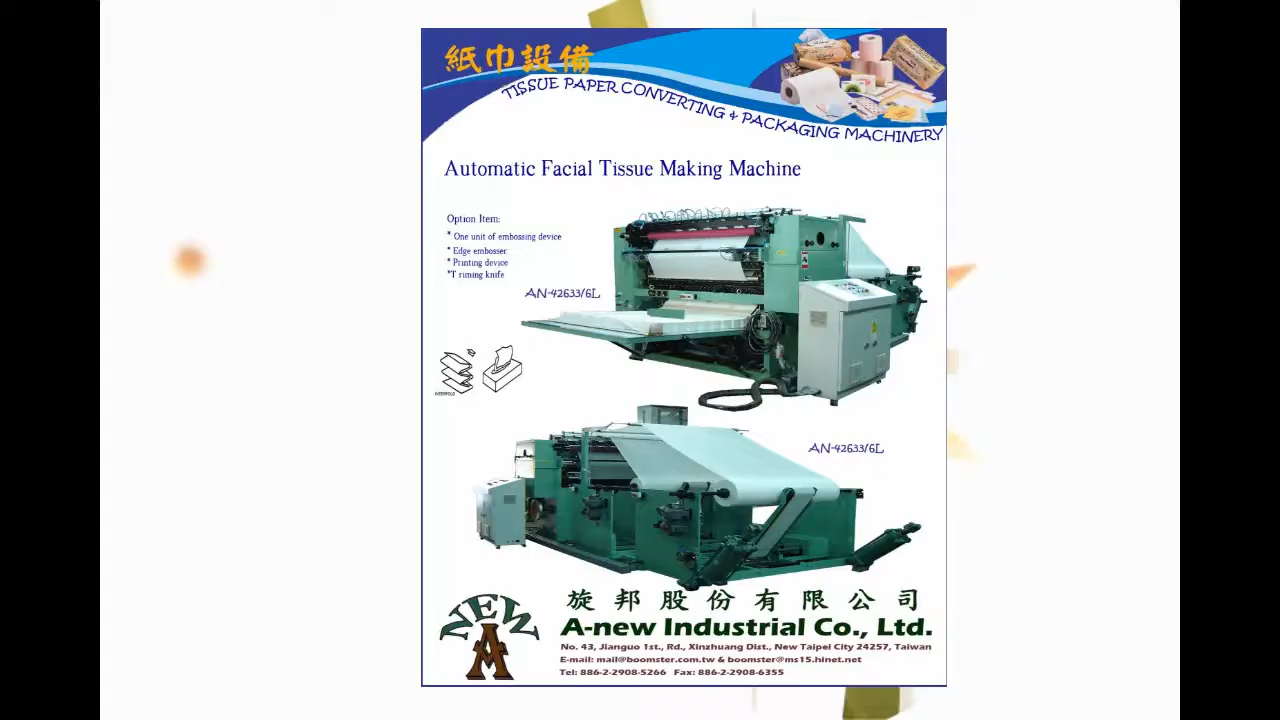 紙巾設備
TISSUE PAPER CONVERTING & PACKAGING MACHINERY
Automatic Facial Tissue Making Machine
Option Item:
* One unit of embossing device
* Edge embosser
* Printing device
*T riming knife
AN-42633/6L
INTERFOLD
AN-42633/6L
NEW
A
旋邦股份有限公司
A-new Industrial Co., Ltd.
No. 43, Jianguo 1st., Rd., Xinzhuang Dist., New Taipei City 24257, Taiwan
E-mail: mail@boomster.com.tw & boomster@ms15.hinet.net
Tel: 886-2-2908-5266 Fax: 886-2-2908-6355